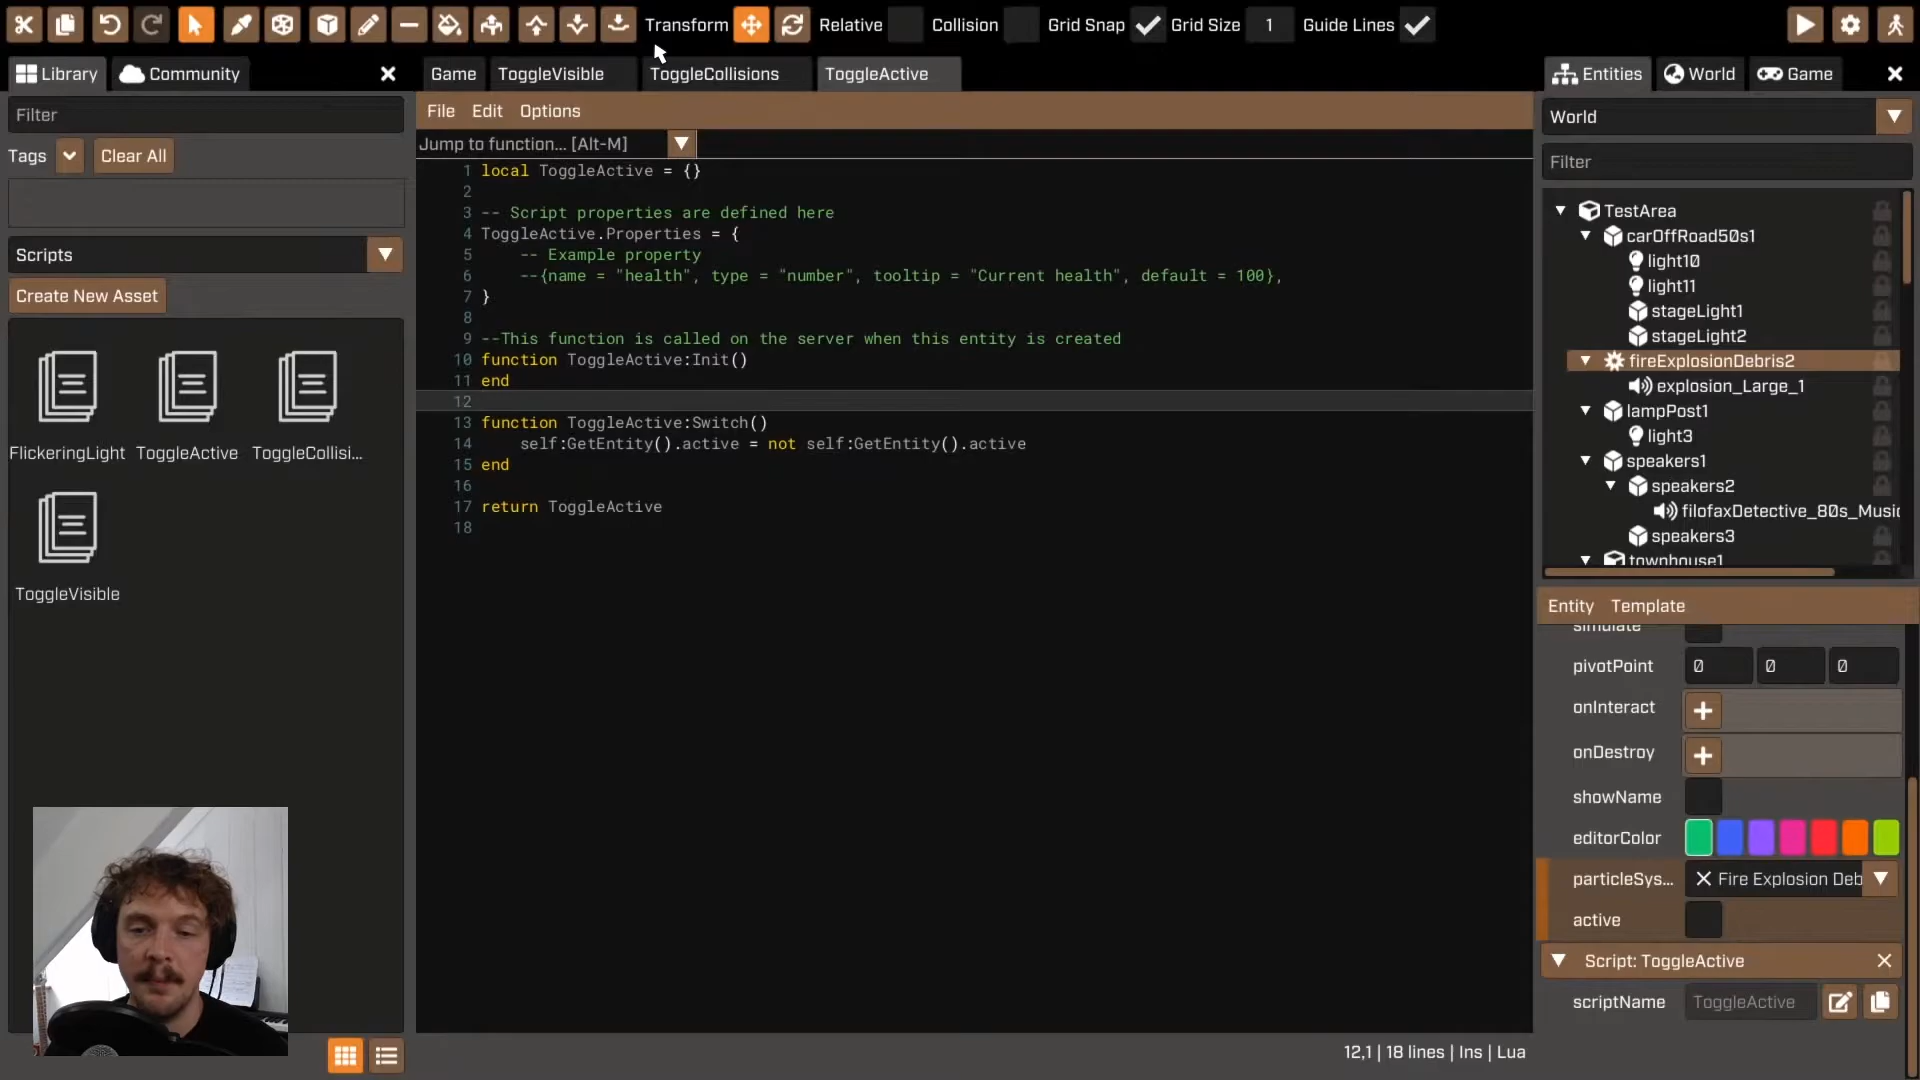 Transform Relative Collision Grid Snap Grid Size 1 Guide Lines
Library Community
Game ToggleVisible ToggleCollisions ToggleActive
Entities World Game
Filter
Tags Clear All
Scripts
Create New Asset
FlickeringLight ToggleActive ToggleCollisi...
ToggleVisible
File Edit Options
Jump to function... [Alt-M]
1 local ToggleActive = {}
2
3 -- Script properties are defined here
4 ToggleActive.Properties = {
5 -- Example property
6 --{name = "health", type = "number", tooltip = "Current health", default = 100},
7 }
8
9 --This function is called on the server when this entity is created
10 function ToggleActive:Init()
11 end
12
13 function ToggleActive:Switch()
14 self:GetEntity().active = not self:GetEntity().active
15 end
16
17 return ToggleActive
18
12,1 | 18 lines | Ins | Lua
World
Filter
TestArea
carOffRoad50s1
light10
light11
stageLight1
stageLight2
fireExplosionDebris2
explosion_Large_1
lampPost1
light3
speakers1
speakers2
filofaxDetective_80s_Music
speakers3
townhouse1
Entity Template
simulate
pivotPoint 0 0 0
onInteract
onDestroy
showName
editorColor
particleSys... Fire Explosion Deb
active
Script: ToggleActive
scriptName ToggleActive